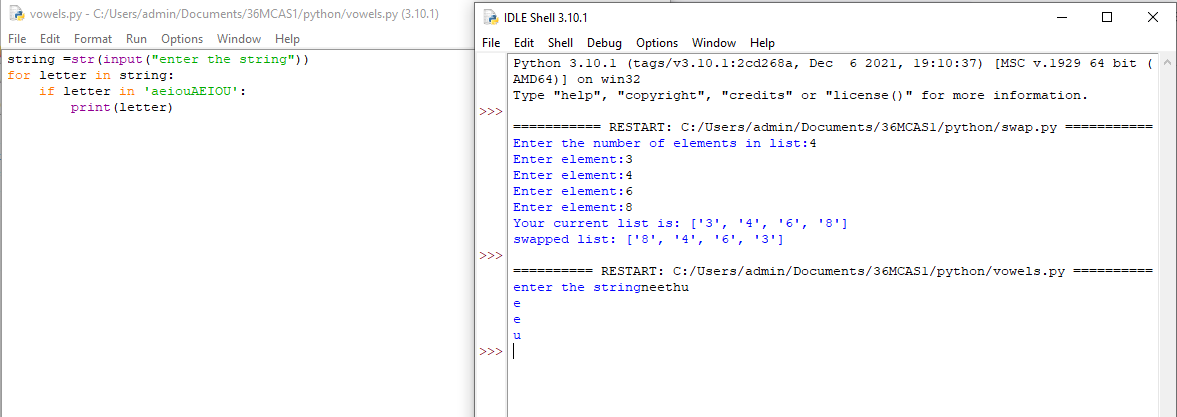 vowels.py - C:/Users/admin/Documents/36MCAS1/python/vowels.py (3.10.1)
File Edit Format Run Options Window Help
string =str(input("enter the string"))
for letter in string:
    if letter in 'aeiouAEIOU':
        print(letter)
IDLE Shell 3.10.1
File Edit Shell Debug Options Window Help
Python 3.10.1 (tags/v3.10.1:2cd268a, Dec  6 2021, 19:10:37) [MSC v.1929 64 bit (
AMD64)] on win32
Type "help", "copyright", "credits" or "license()" for more information.
>>>
=========== RESTART: C:/Users/admin/Documents/36MCAS1/python/swap.py ===========
Enter the number of elements in list:4
Enter element:3
Enter element:4
Enter element:6
Enter element:8
Your current list is: ['3', '4', '6', '8']
swapped list: ['8', '4', '6', '3']
>>>
========== RESTART: C:/Users/admin/Documents/36MCAS1/python/vowels.py ==========
enter the stringneethu
e
e
u
>>>